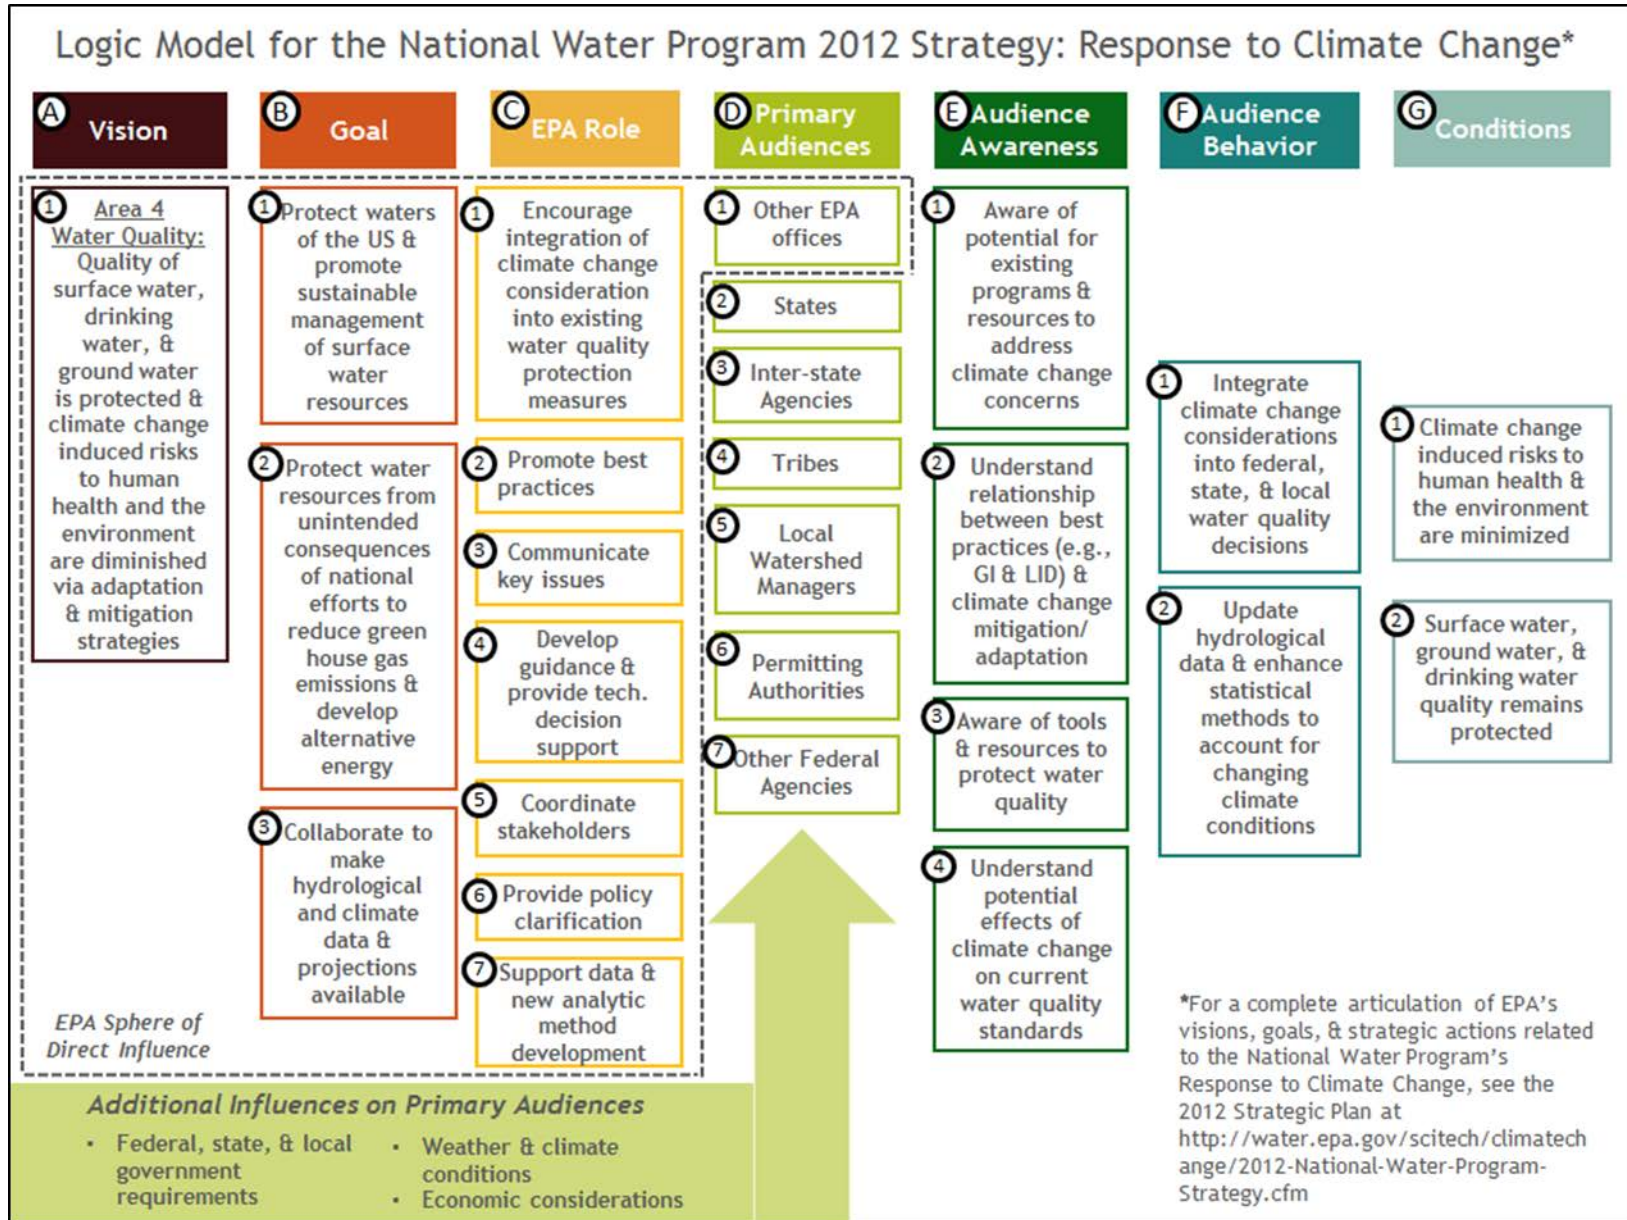 Logic Model for the National Water Program 2012 Strategy: Response to Climate Change*
A
Vision
B
Goal
C
EPA Role
D
Primary
Audiences
E
Audience
Awareness
F
Audience
Behavior
G
Conditions
1
Area 4
Water Quality:
Quality of
surface water,
drinking
water, &
ground water
is protected &
climate change
induced risks
to human
health and the
environment
are diminished
via adaptation
& mitigation
strategies
EPA Sphere of
Direct Influence
1
Protect waters
of the US &
promote
sustainable
management
of surface
water
resources
2
Protect water
resources from
unintended
consequences
of national
efforts to
reduce green
house gas
emissions &
develop
alternative
energy
3
Collaborate to
make
hydrological
and climate
data &
projections
available
1
Encourage
integration of
climate change
consideration
into existing
water quality
protection
measures
2
Promote best
practices
3
Communicate
key issues
4
Develop
guidance &
provide tech.
decision
support
5
Coordinate
stakeholders
6
Provide policy
clarification
7
Support data &
new analytic
method
development
1
Other EPA
offices
2
States
3
Inter-state
Agencies
4
Tribes
5
Local
Watershed
Managers
6
Permitting
Authorities
7
Other Federal
Agencies
1
Aware of
potential for
existing
programs &
resources to
address
climate change
concerns
2
Understand
relationship
between best
practices (e.g.,
GI & LID) &
climate change
mitigation/
adaptation
3
Aware of tools
& resources to
protect water
quality
4
Understand
potential
effects of
climate change
on current
water quality
standards
1
Integrate
climate change
considerations
into federal,
state, & local
water quality
decisions
2
Update
hydrological
data & enhance
statistical
methods to
account for
changing
climate
conditions
1
Climate change
induced risks to
human health &
the environment
are minimized
2
Surface water,
ground water, &
drinking water
quality remains
protected
Additional Influences on Primary Audiences
• Federal, state, & local
government
requirements
• Weather & climate
conditions
• Economic considerations
*For a complete articulation of EPA's
visions, goals, & strategic actions related
to the National Water Program's
Response to Climate Change, see the
2012 Strategic Plan at
http://water.epa.gov/scitech/climatech
ange/2012-National-Water-Program-
Strategy.cfm